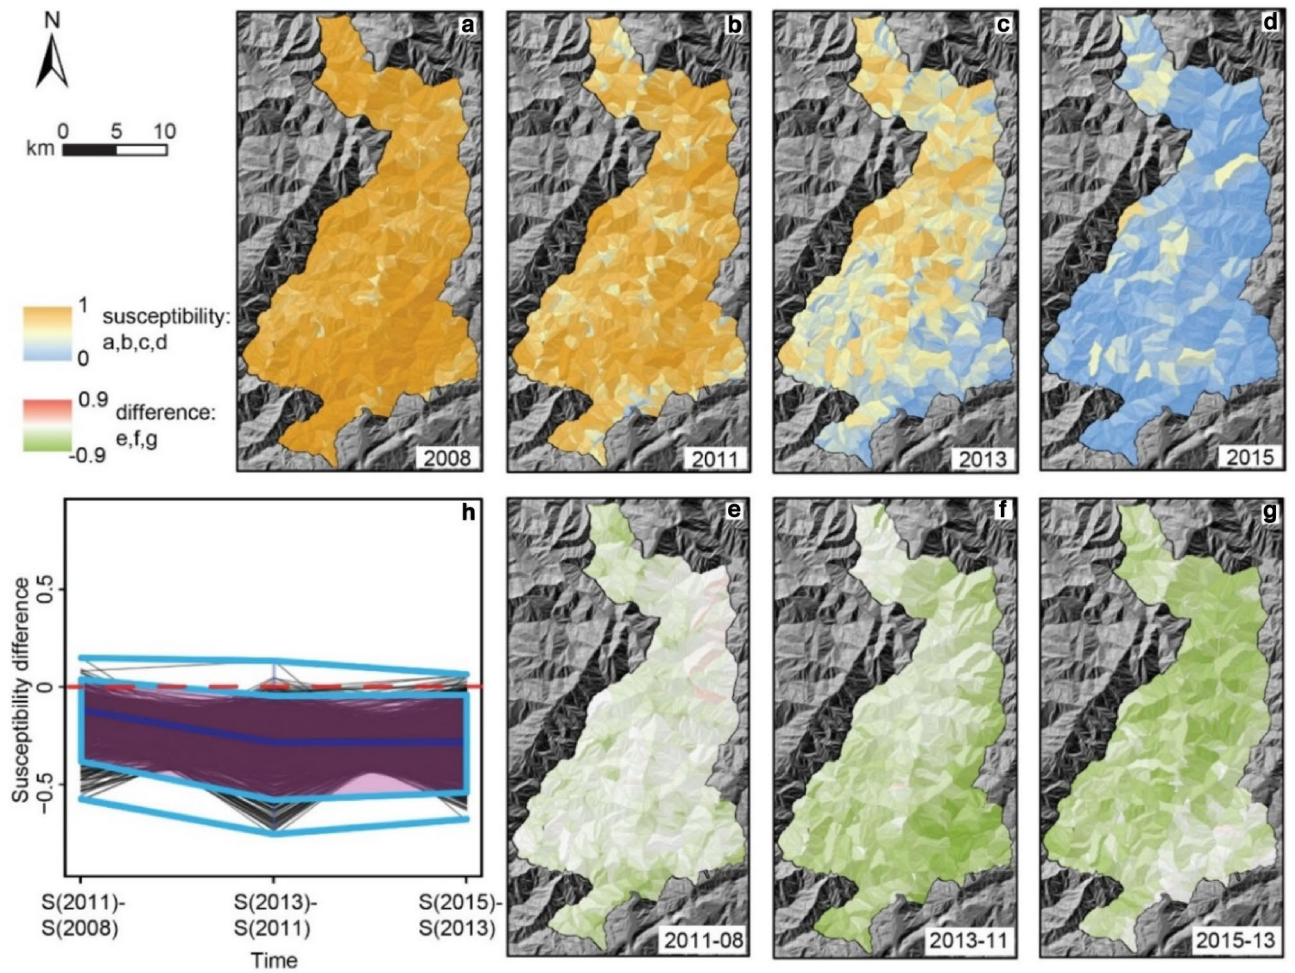 N
0 5 10
km
1
susceptibility:
a,b,c,d
0
0.9
difference:
e,f,g
-0.9
a
2008
b
2011
c
2013
d
2015
h
Susceptibility difference
0.5
0
−0.5
S(2011)- S(2013)- S(2015)-
S(2008) S(2011) S(2013)
Time
e
2011-08
f
2013-11
g
2015-13